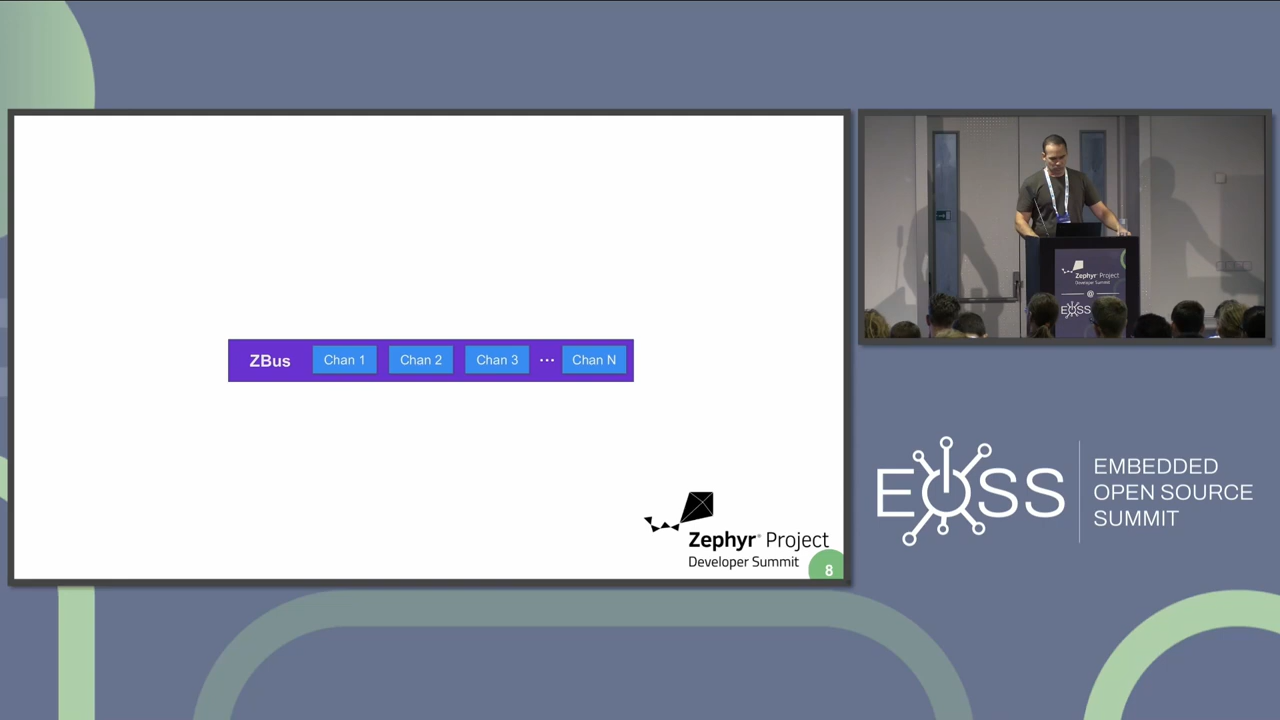 ZBus Chan 1 Chan 2 Chan 3 ... Chan N
Zephyr® Project
Developer Summit
8
Zephyr Project
Developer Summit
@
EOSS
EOSS
EMBEDDED
OPEN SOURCE
SUMMIT